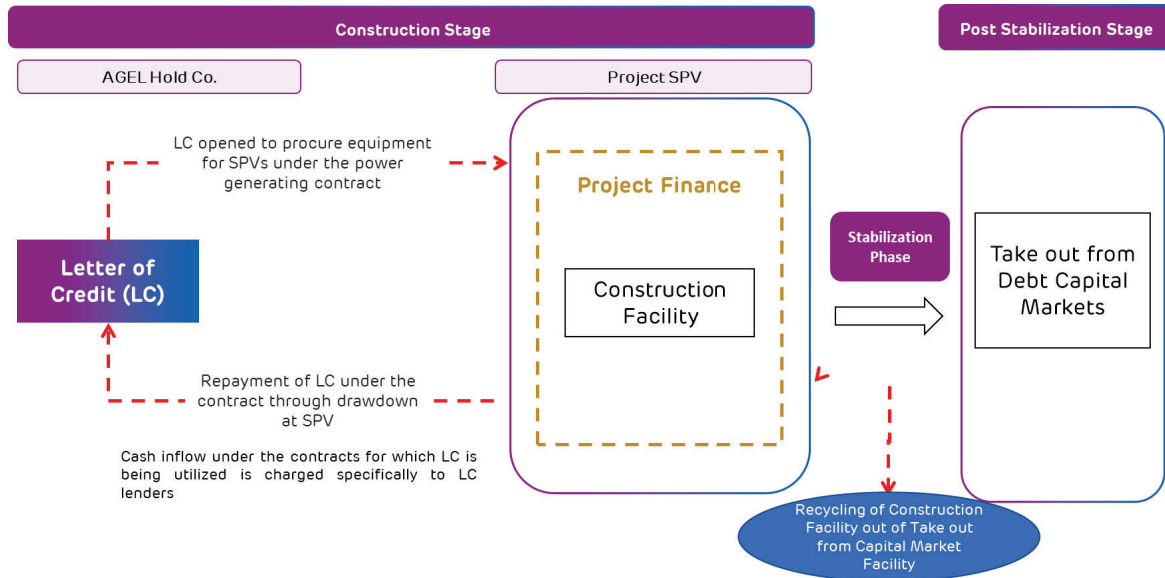 Construction Stage
Post Stabilization Stage
AGEL Hold Co.
Project SPV
LC opened to procure equipment
for SPVs under the power
generating contract
Project Finance
Letter of
Credit (LC)
Construction
Facility
Stabilization
Phase
Take out from
Debt Capital
Markets
Repayment of LC under the
contract through drawdown
at SPV
Cash inflow under the contracts for which LC is
being utilized is charged specifically to LC
lenders
Recycling of Construction
Facility out of Take out
from Capital Market
Facility